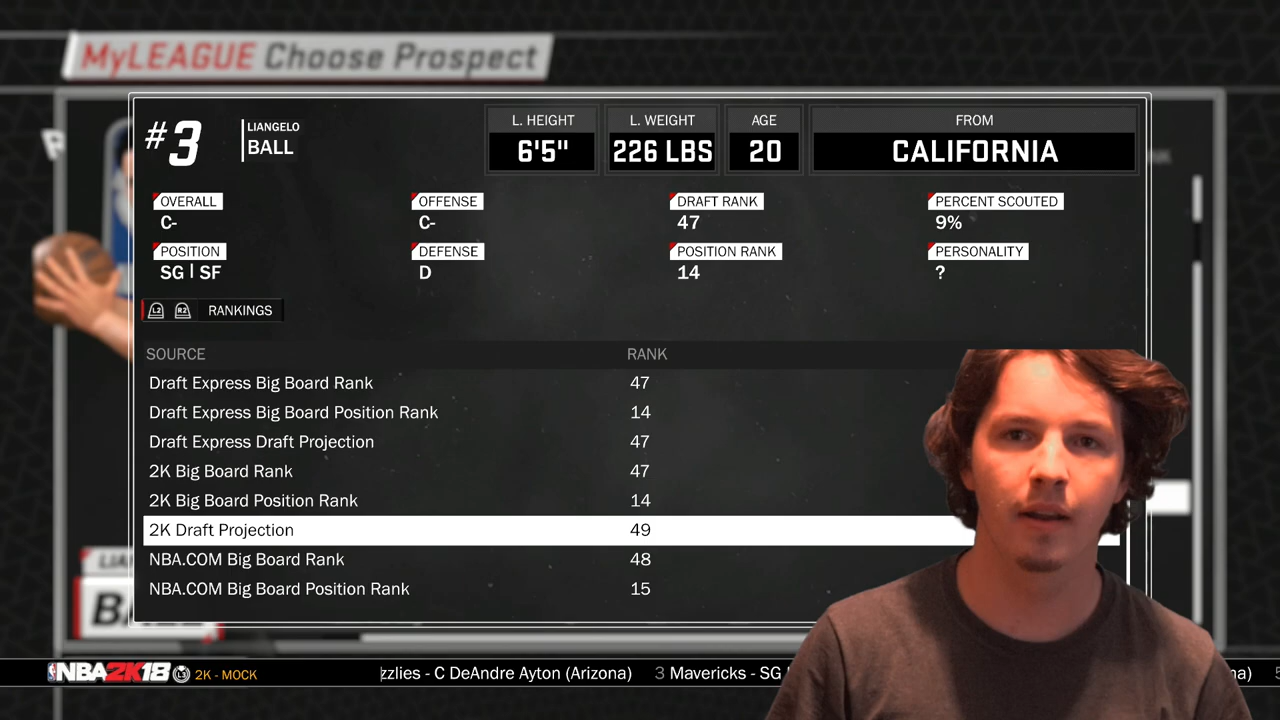 MyLEAGUE Choose Prospect
#3
LIANGELO
BALL
L. HEIGHT
6'5"
L. WEIGHT
226 LBS
AGE
20
FROM
CALIFORNIA
OVERALL
C-
OFFENSE
C-
DRAFT RANK
47
PERCENT SCOUTED
9%
POSITION
SG | SF
DEFENSE
D
POSITION RANK
14
PERSONALITY
?
L2 R2 RANKINGS
SOURCE RANK
Draft Express Big Board Rank 47
Draft Express Big Board Position Rank 14
Draft Express Draft Projection 47
2K Big Board Rank 47
2K Big Board Position Rank 14
2K Draft Projection 49
NBA.COM Big Board Rank 48
NBA.COM Big Board Position Rank 15
NBA2K18 L3 2K - MOCK zzlies - C DeAndre Ayton (Arizona) 3 Mavericks - SG